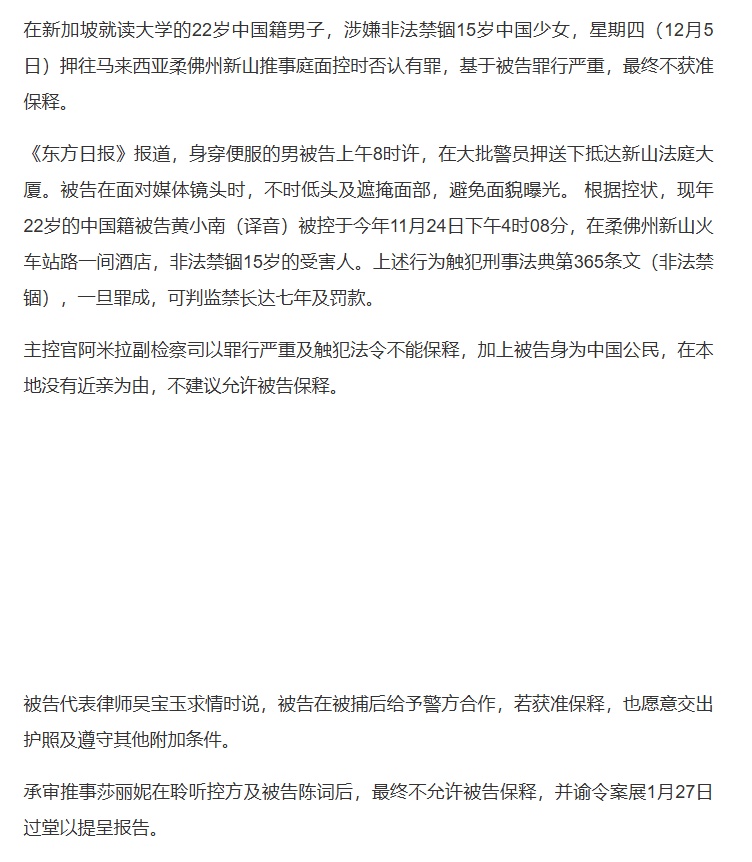 在新加坡就读大学的22岁中国籍男子，涉嫌非法禁锢15岁中国少女，星期四（12月5
日）押往马来西亚柔佛州新山推事庭面控时否认有罪，基于被告罪行严重，最终不获准
保释。
《东方日报》报道，身穿便服的男被告上午8时许，在大批警员押送下抵达新山法庭大
厦。被告在面对媒体镜头时，不时低头及遮掩面部，避免面貌曝光。 根据控状，现年
22岁的中国籍被告黄小南（译音）被控于今年11月24日下午4时08分，在柔佛州新山火
车站路一间酒店，非法禁锢15岁的受害人。上述行为触犯刑事法典第365条文（非法禁
锢），一旦罪成，可判监禁长达七年及罚款。
主控官阿米拉副检察司以罪行严重及触犯法令不能保释，加上被告身为中国公民，在本
地没有近亲为由，不建议允许被告保释。
被告代表律师吴宝玉求情时说，被告在被捕后给予警方合作，若获准保释，也愿意交出
护照及遵守其他附加条件。
承审推事莎丽妮在聆听控方及被告陈词后，最终不允许被告保释，并谕令案展1月27日
过堂以提呈报告。